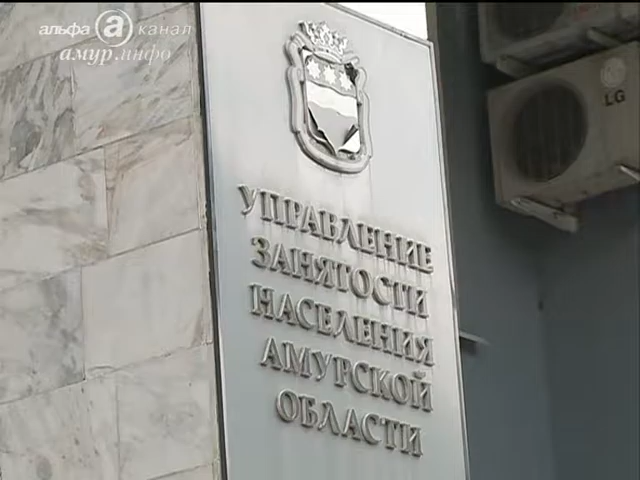 альфа а канал
амур.инфо
LG
УПРАВЛЕНИЕ
ЗАНЯТОСТИ
НАСЕЛЕНИЯ
АМУРСКОЙ
ОБЛАСТИ